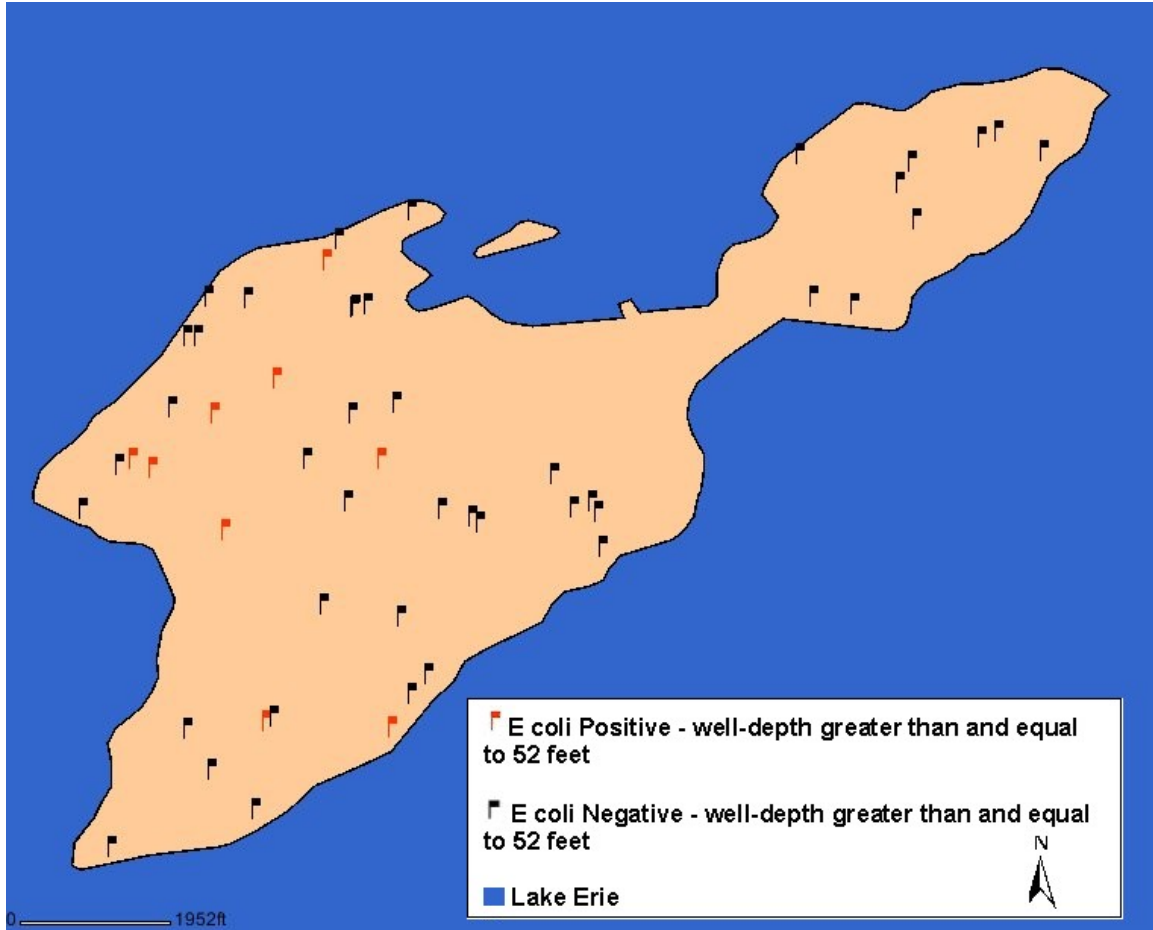 E coli Positive - well-depth greater than and equal
to 52 feet
E coli Negative - well-depth greater than and equal
to 52 feet
N
Lake Erie
0 1952ft